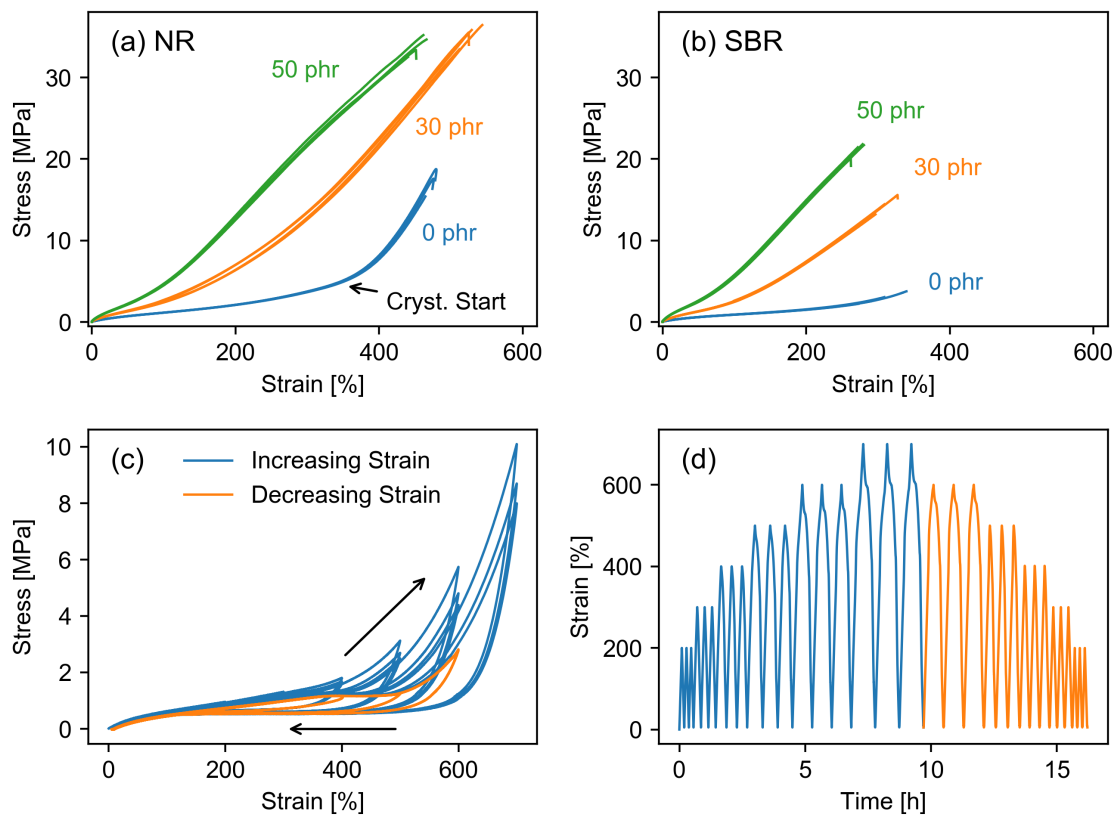 (a) NR
50 phr
30 phr
0 phr
Cryst. Start
Stress [MPa]
30
20
10
0
0
200
400
600
Strain [%]
(b) SBR
50 phr
30 phr
0 phr
Stress [MPa]
30
20
10
0
0
200
400
600
Strain [%]
(c)
Increasing Strain
Decreasing Strain
Stress [MPa]
10
8
6
4
2
0
0
200
400
600
Strain [%]
(d)
Strain [%]
600
400
200
0
0
5
10
15
Time [h]